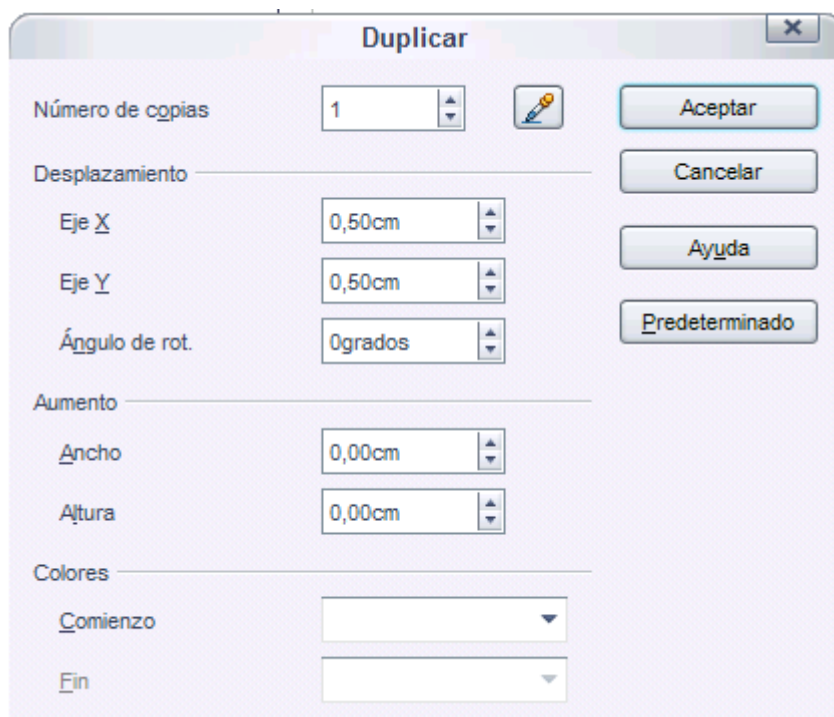 Duplicar
Número de copias 1 Aceptar
Desplazamiento Cancelar
Eje X 0,50cm
Ayuda
Eje Y 0,50cm
Predeterminado
Ángulo de rot. 0grados
Aumento
Ancho 0,00cm
Altura 0,00cm
Colores
Comienzo
Fin